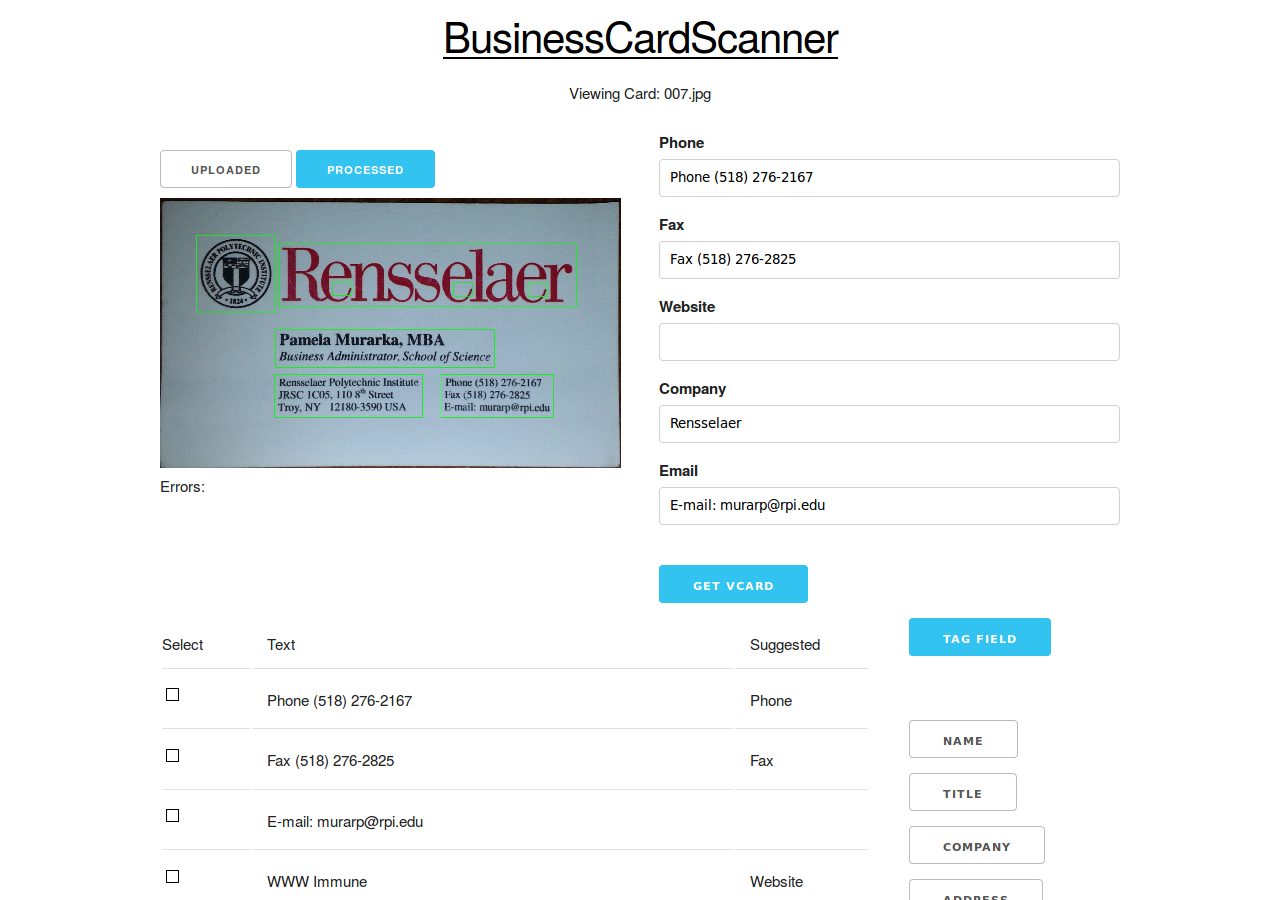 BusinessCardScanner
Viewing Card: 007.jpg
UPLOADED
PROCESSED
RENSSELAER POLYTECHNIC INSTITUTE
1824
Rensselaer
Pamela Murarka, MBA
Business Administrator, School of Science
Rensselaer Polytechnic Institute
JRSC 1C05, 110 8th Street
Troy, NY 12180-3590 USA
Phone (518) 276-2167
Fax (518) 276-2825
E-mail: murarp@rpi.edu
Errors:
Phone
Phone (518) 276-2167
Fax
Fax (518) 276-2825
Website
Company
Rensselaer
Email
E-mail: murarp@rpi.edu
GET VCARD
Select Text Suggested
Phone (518) 276-2167 Phone
Fax (518) 276-2825 Fax
E-mail: murarp@rpi.edu
WWW Immune Website
TAG FIELD
NAME
TITLE
COMPANY
ADDRESS